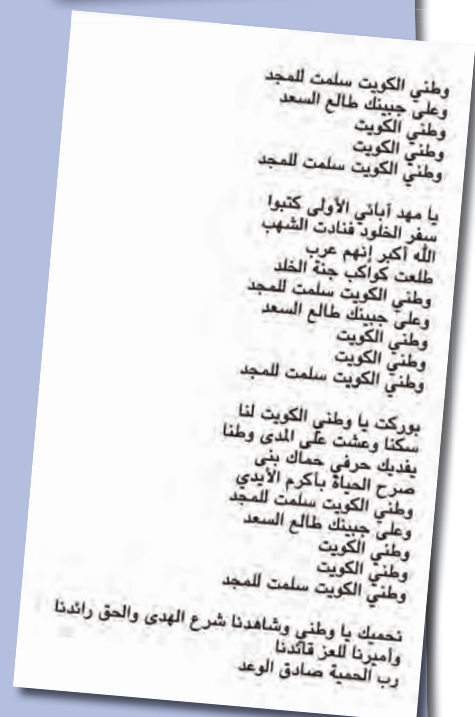 وطني الكويت سلمت للمجد
وعلى جبينك طالع السعد
وطني الكويت
وطني الكويت
وطني الكويت سلمت للمجد
يا مهد آبائي الأولى كتبوا
سفر الخلود فنادت الشهب
الله أكبر إنهم عرب
طلعت كواكب جنة الخلد
وطني الكويت سلمت للمجد
وعلى جبينك طالع السعد
وطني الكويت
وطني الكويت
وطني الكويت سلمت للمجد
بوركت يا وطني الكويت لنا
سكنا وعشت على المدى وطنا
يفديك حر في حماك بنى
صرح الحياة بأكرم الأيدي
وطني الكويت سلمت للمجد
وعلى جبينك طالع السعد
وطني الكويت
وطني الكويت
وطني الكويت سلمت للمجد
نحميك يا وطني وشاهدنا شرع الهدى والحق رائدنا
وأميرنا للعز قائدنا
رب الحمية صادق الوعد